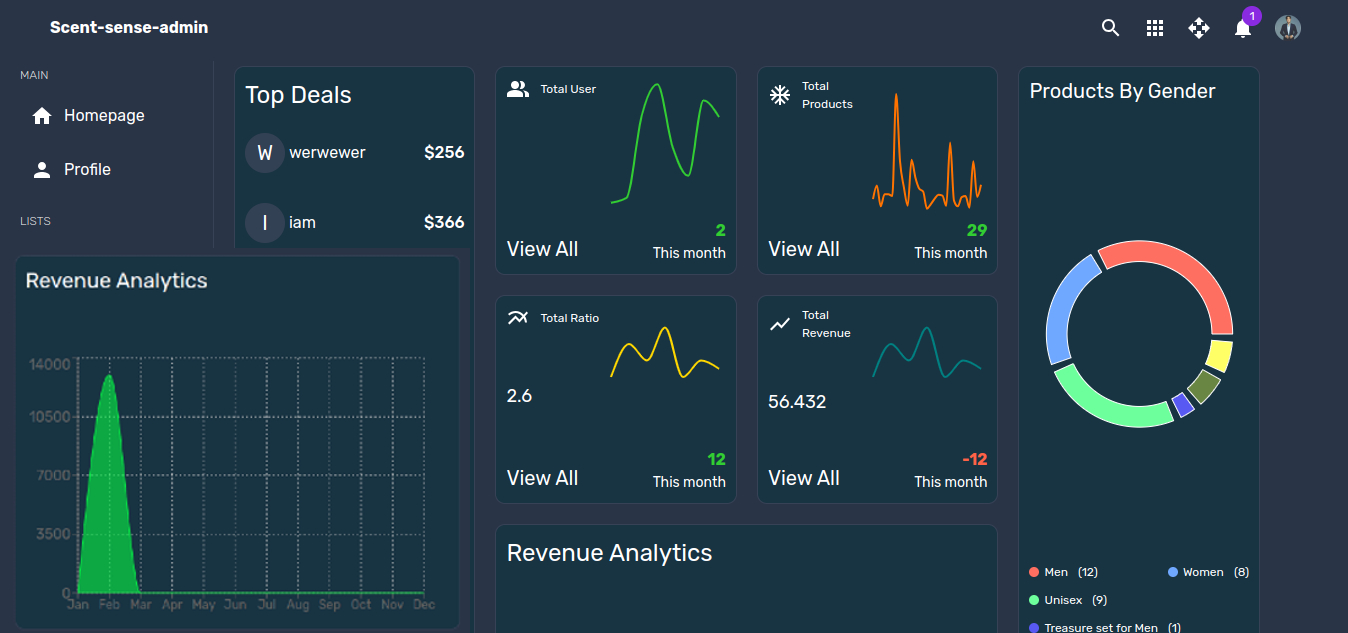 Scent-sense-admin
1
MAIN
Homepage
Profile
LISTS
Top Deals
W werwewer $256
I iam $366
Revenue Analytics
14000
10500
7000
3500
0
Jan Feb Mar Apr May Jun Jul Aug Sep Oct Nov Dec
Total User
2
View All
This month
Total
Products
29
View All
This month
Total Ratio
2.6
12
View All
This month
Total
Revenue
56.432
-12
View All
This month
Revenue Analytics
Products By Gender
Men (12) Women (8)
Unisex (9)
Treasure set for Men (1)